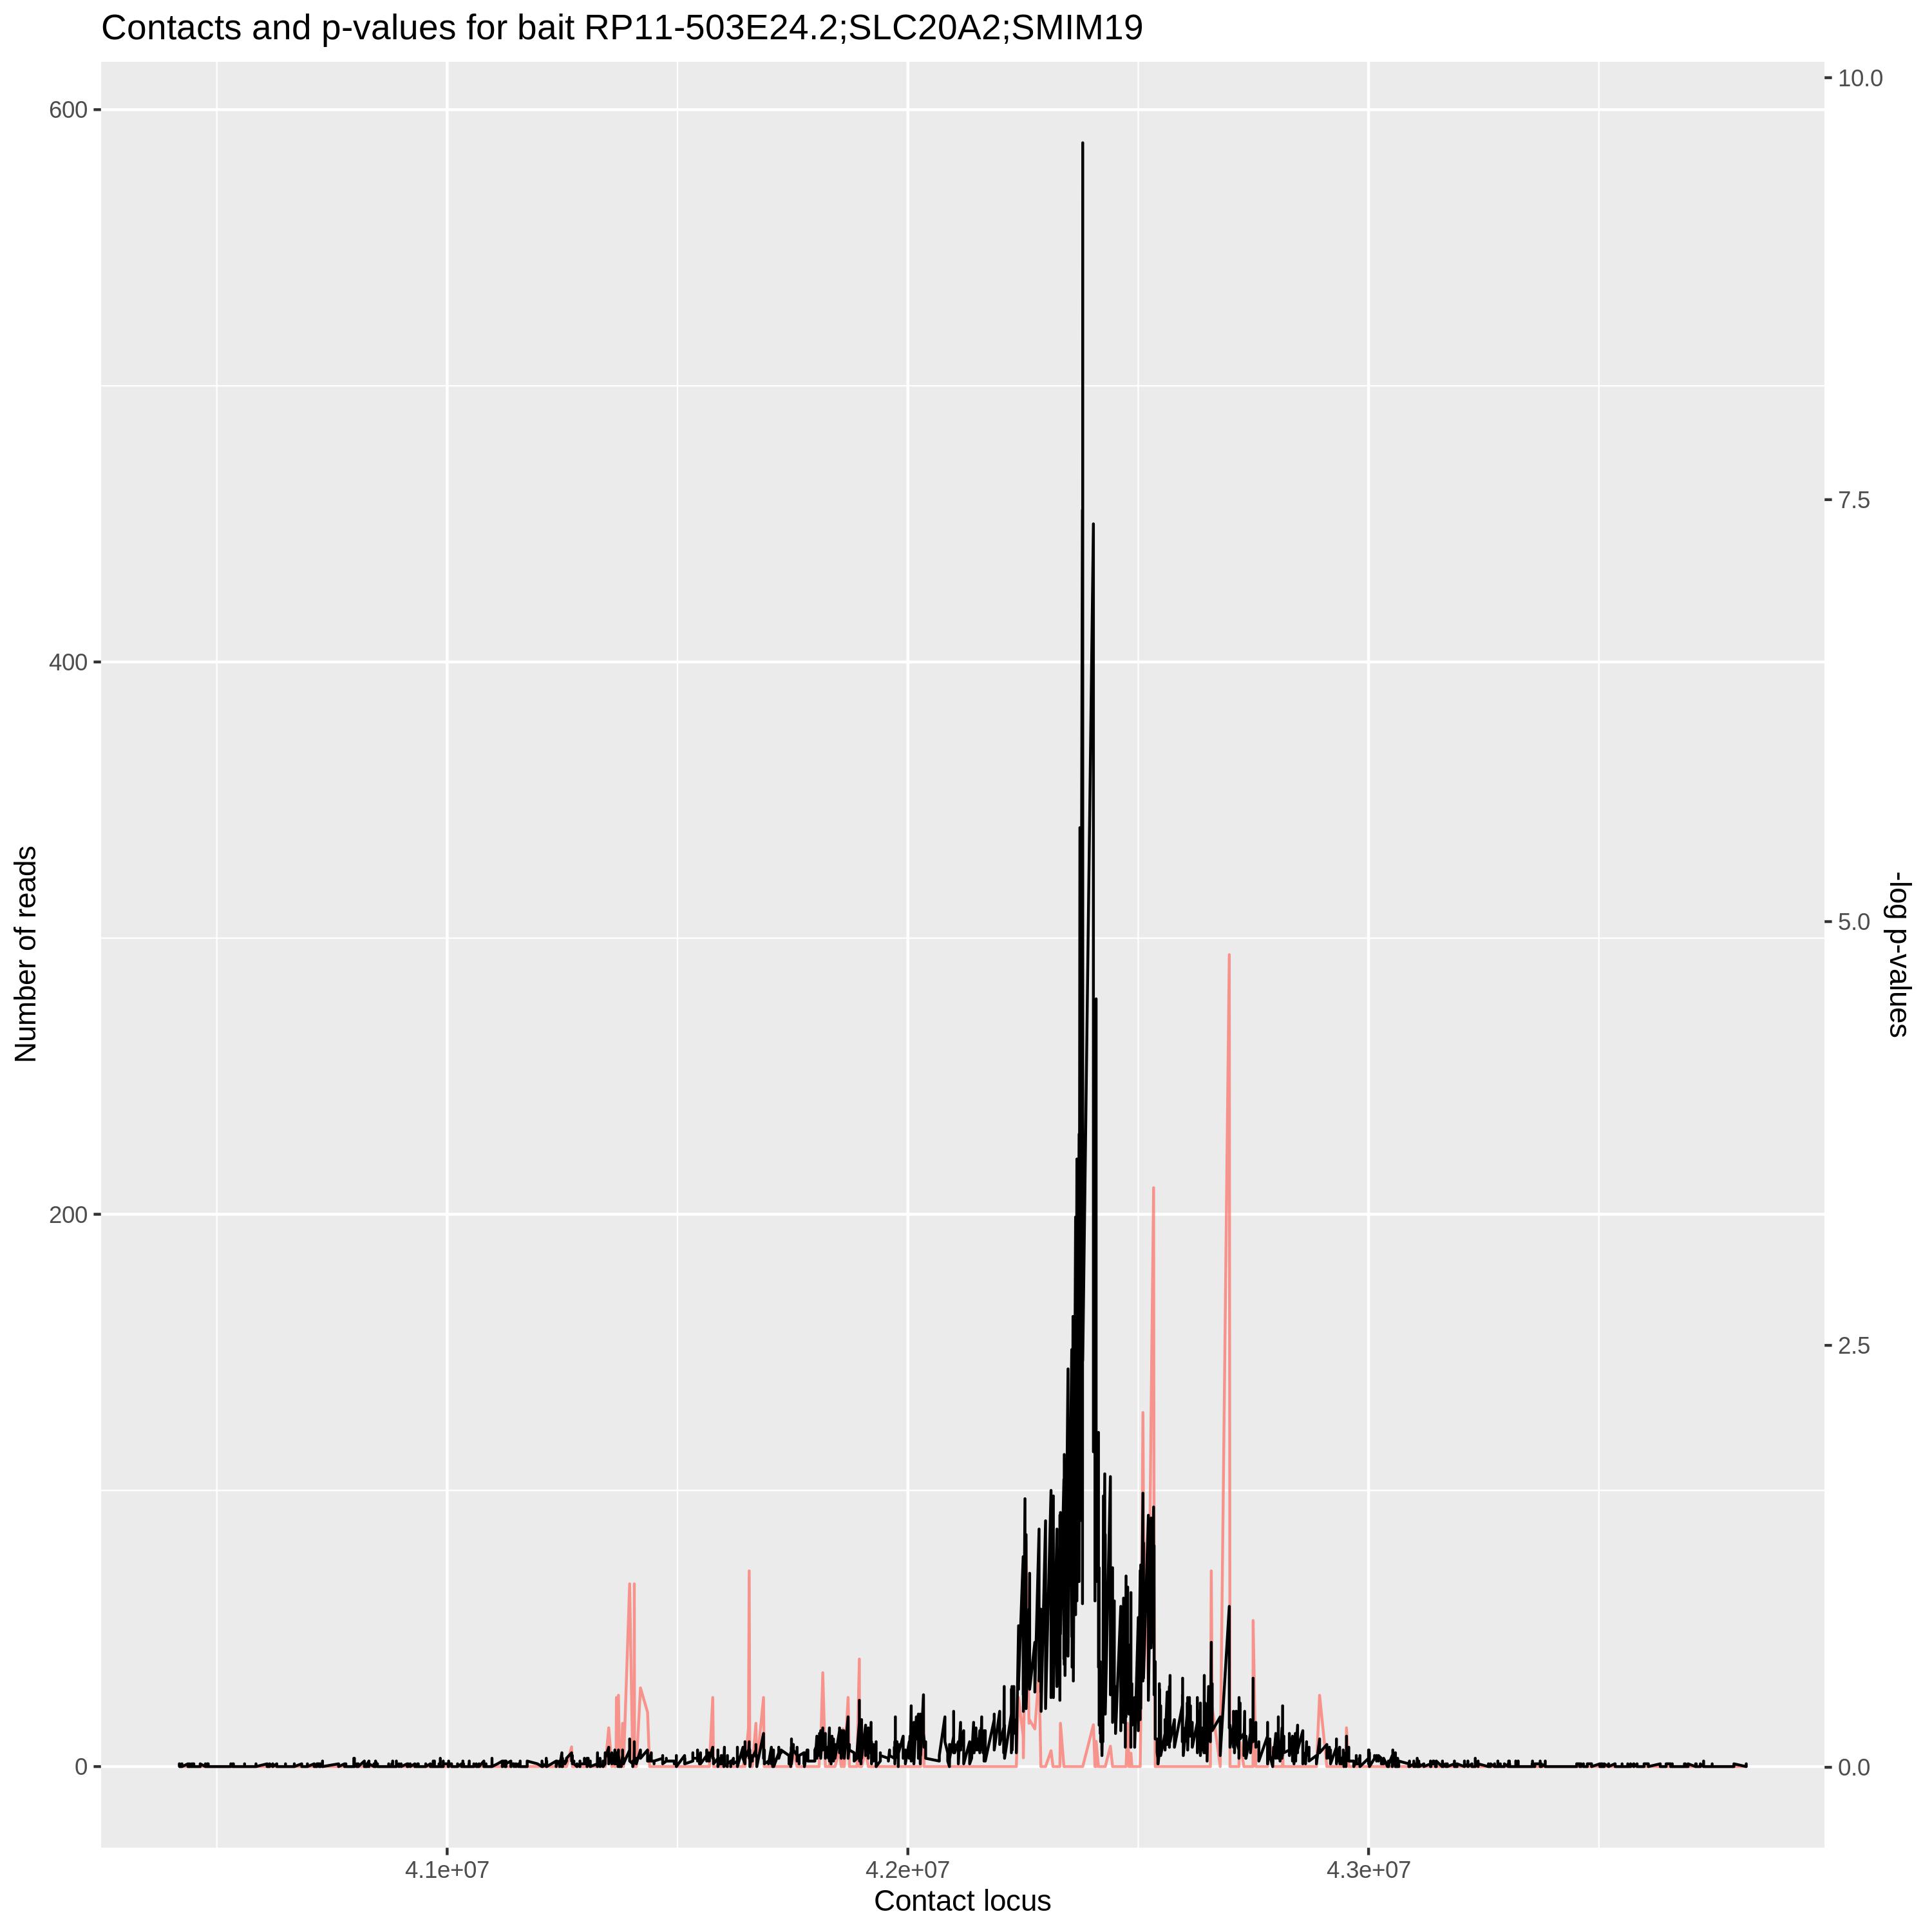 Contacts and p-values for bait RP11-503E24.2;SLC20A2;SMIM19
600
400
200
0
Number of reads
10.0
7.5
5.0
2.5
0.0
-log p-values
4.1e+07
4.2e+07
4.3e+07
Contact locus